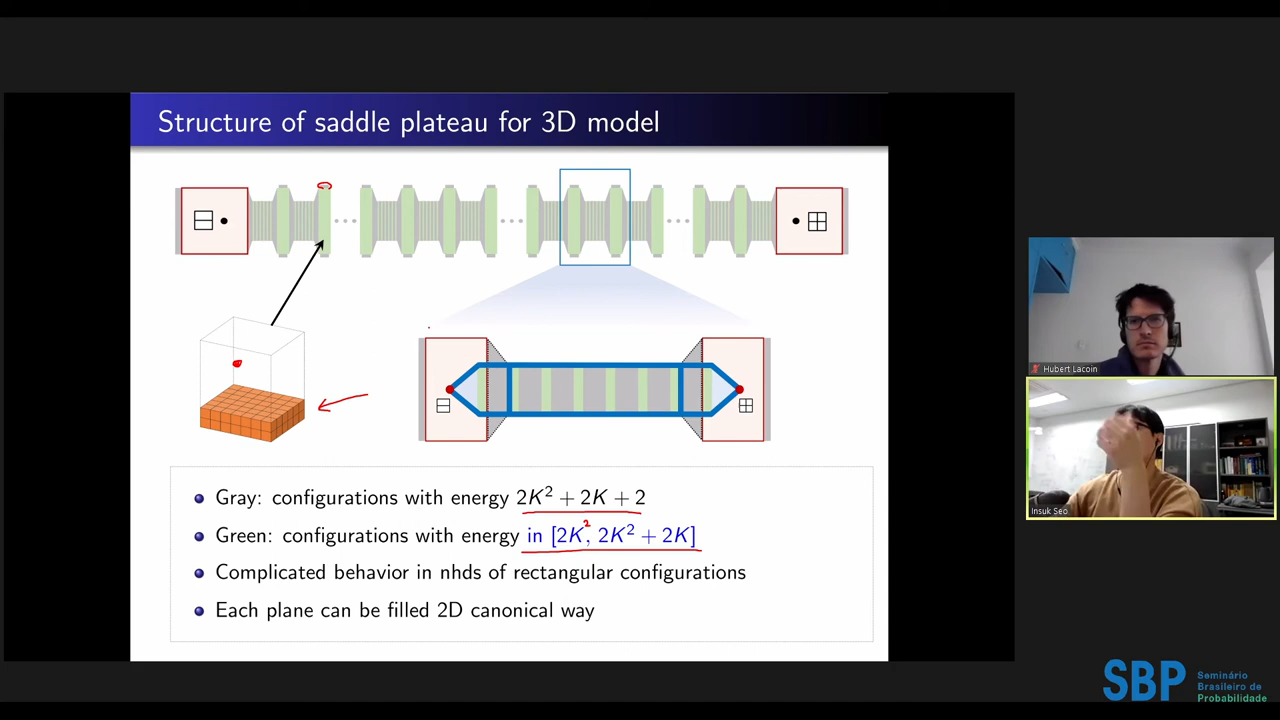 Structure of saddle plateau for 3D model
Gray: configurations with energy 2K² + 2K + 2
Green: configurations with energy in [2K², 2K² + 2K]
Complicated behavior in nhds of rectangular configurations
Each plane can be filled 2D canonical way
Hubert Lacoin
Insuk Seo
SBP Seminário
Brasileiro de
Probabilidade